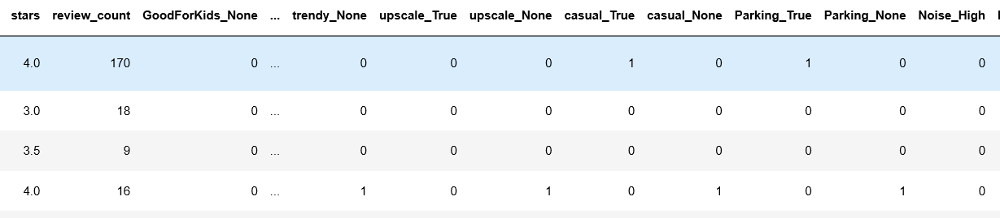 stars review_count GoodForKids_None ... trendy_None upscale_True upscale_None casual_True casual_None Parking_True Parking_None Noise_High
4.0 170 0 ... 0 0 0 1 0 1 0 0
3.0 18 0 ... 0 0 0 0 0 0 0 0
3.5 9 0 ... 0 0 0 0 0 0 0 0
4.0 16 0 ... 1 0 1 0 1 0 1 0